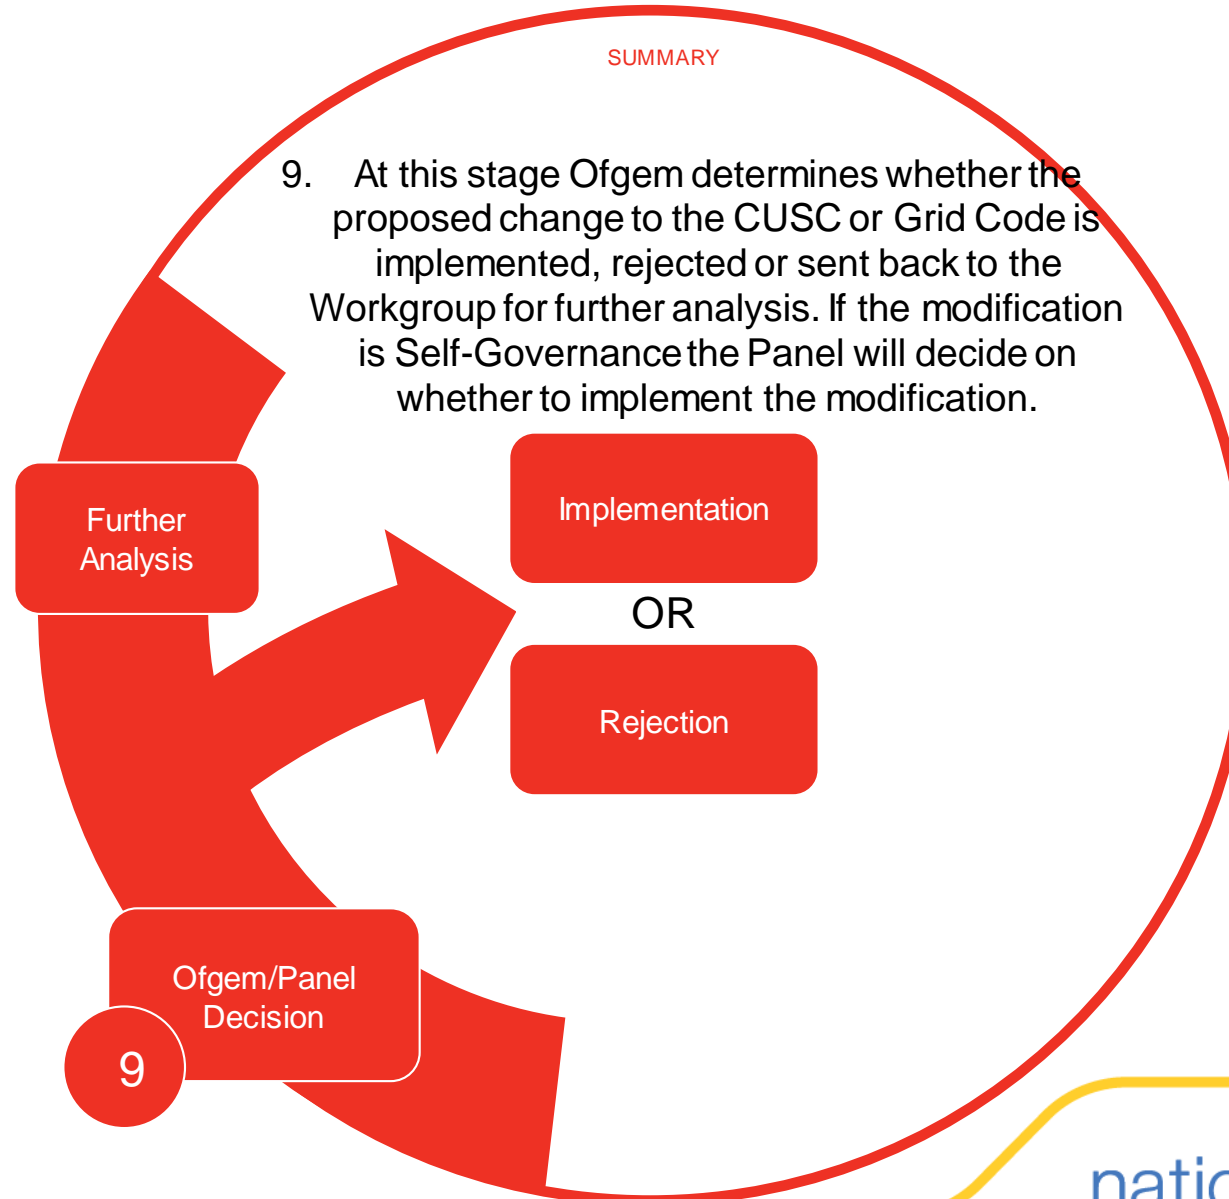 SUMMARY
9. At this stage Ofgem determines whether the
proposed change to the CUSC or Grid Code is
implemented, rejected or sent back to the
Workgroup for further analysis. If the modification
is Self-Governance the Panel will decide on
whether to implement the modification.
Further
Analysis
Implementation
OR
Rejection
Ofgem/Panel
Decision
9